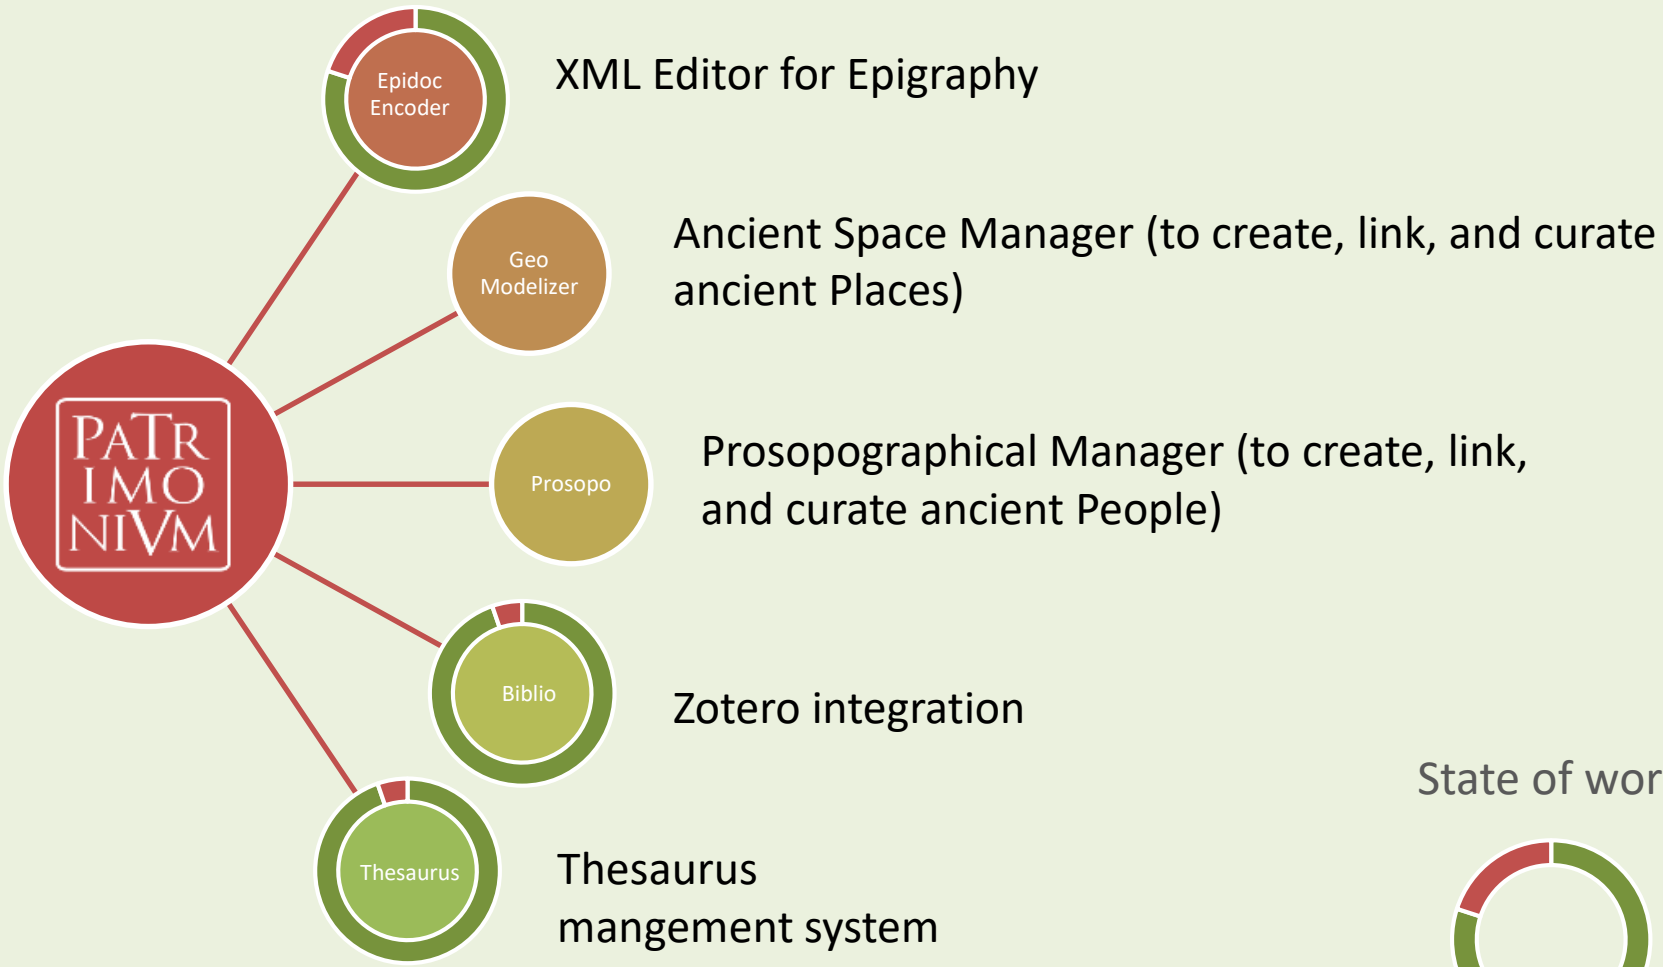 Epidoc
Encoder
XML Editor for Epigraphy
Geo
Modelizer
Ancient Space Manager (to create, link, and curate
ancient Places)
PATR
IMO
NIVM
Prosopo
Prosopographical Manager (to create, link,
and curate ancient People)
Biblio
Zotero integration
State of wor
Thesaurus
Thesaurus
mangement system